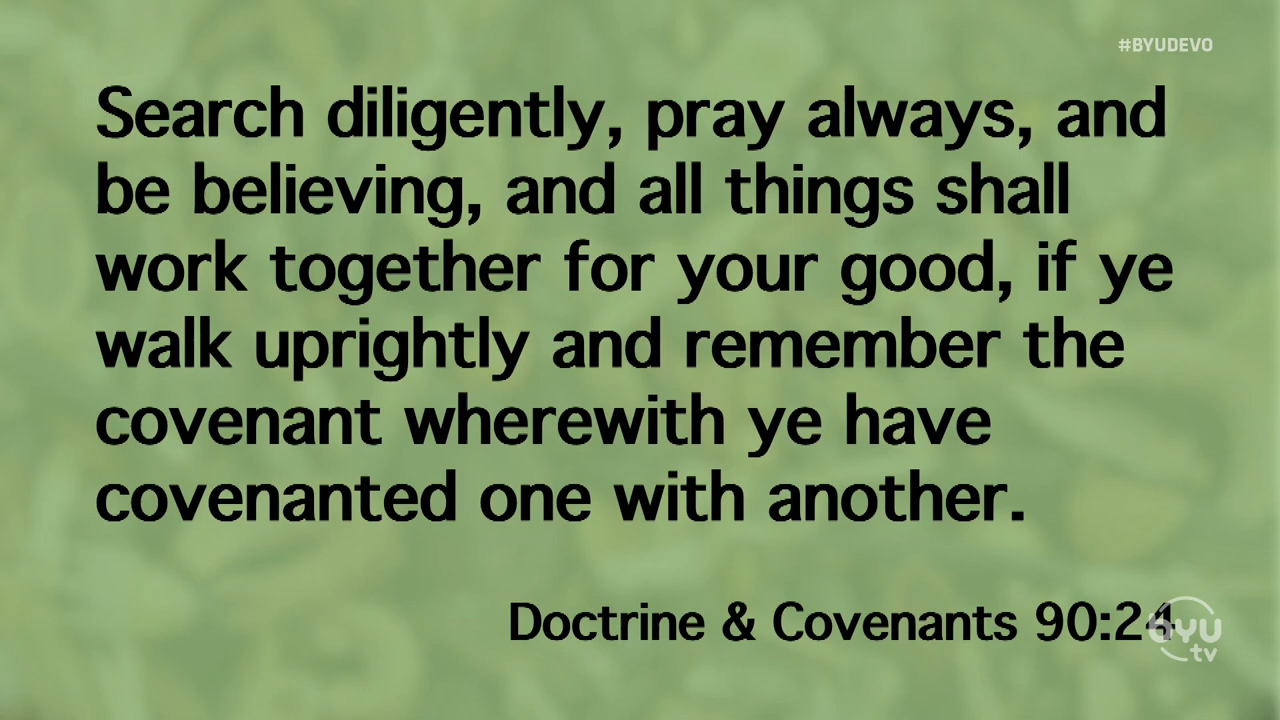 #BYUDEVO
Search diligently, pray always, and
be believing, and all things shall
work together for your good, if ye
walk uprightly and remember the
covenant wherewith ye have
covenanted one with another.
Doctrine & Covenants 90:24
BYU
tv